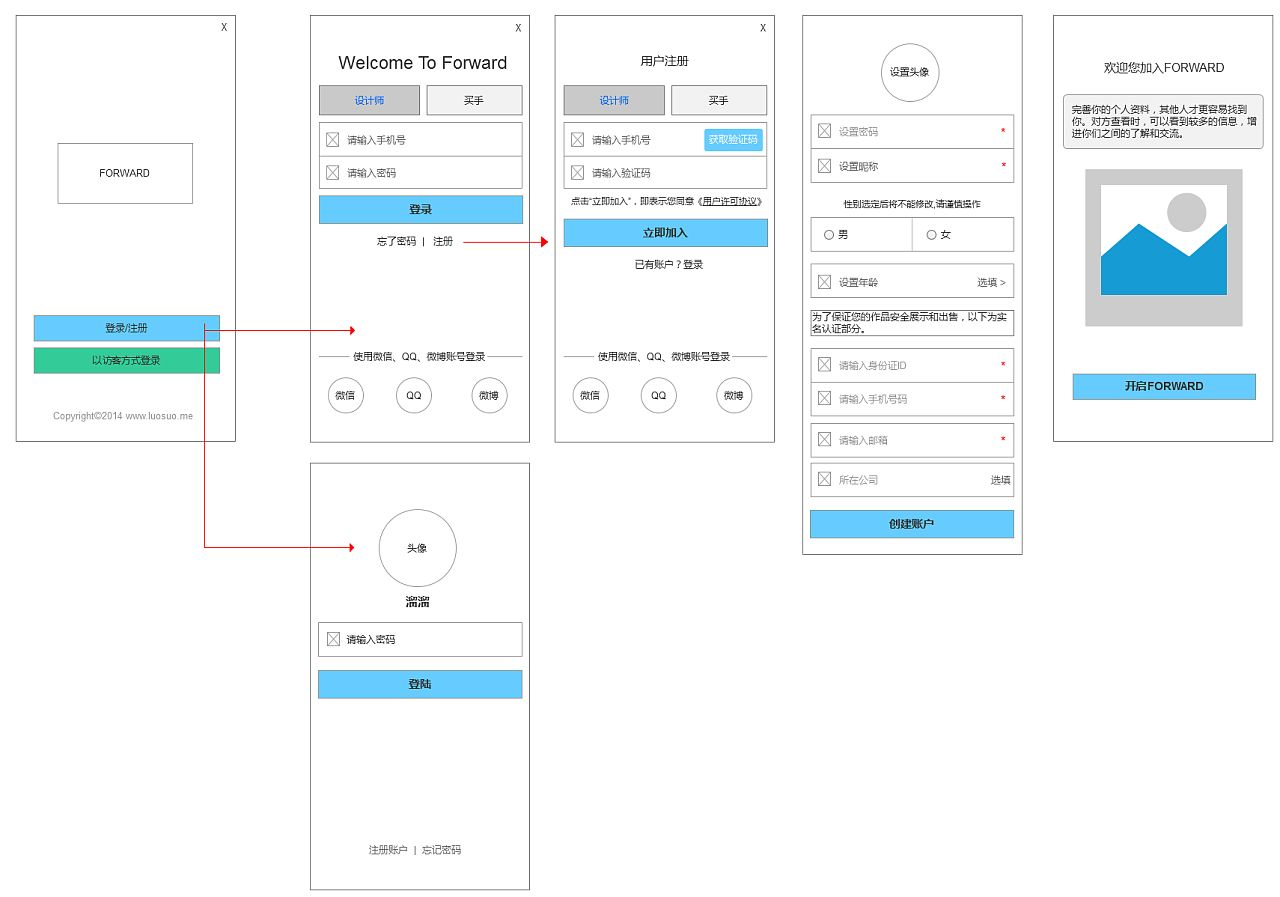 X
FORWARD
登录/注册
以访客方式登录
Copyright©2014 www.luosuo.me
X
Welcome To Forward
设计师
买手
请输入手机号
请输入密码
登录
忘了密码 | 注册
使用微信、QQ、微博账号登录
微信
QQ
微博
X
用户注册
设计师
买手
请输入手机号
获取验证码
请输入验证码
点击“立即加入”，即表示您同意《用户许可协议》
立即加入
已有账户？登录
使用微信、QQ、微博账号登录
微信
QQ
微博
设置头像
设置密码 *
设置昵称 *
性别选定后将不能修改,请谨慎操作
男
女
设置年龄 选填 >
为了保证您的作品安全展示和出售，以下为实
名认证部分。
请输入身份证ID *
请输入手机号码 *
请输入邮箱 *
所在公司 选填
创建账户
欢迎您加入FORWARD
完善你的个人资料，其他人才更容易找到
你。对方查看时，可以看到较多的信息，增
进你们之间的了解和交流。
开启FORWARD
头像
溜溜
请输入密码
登陆
注册账户 | 忘记密码